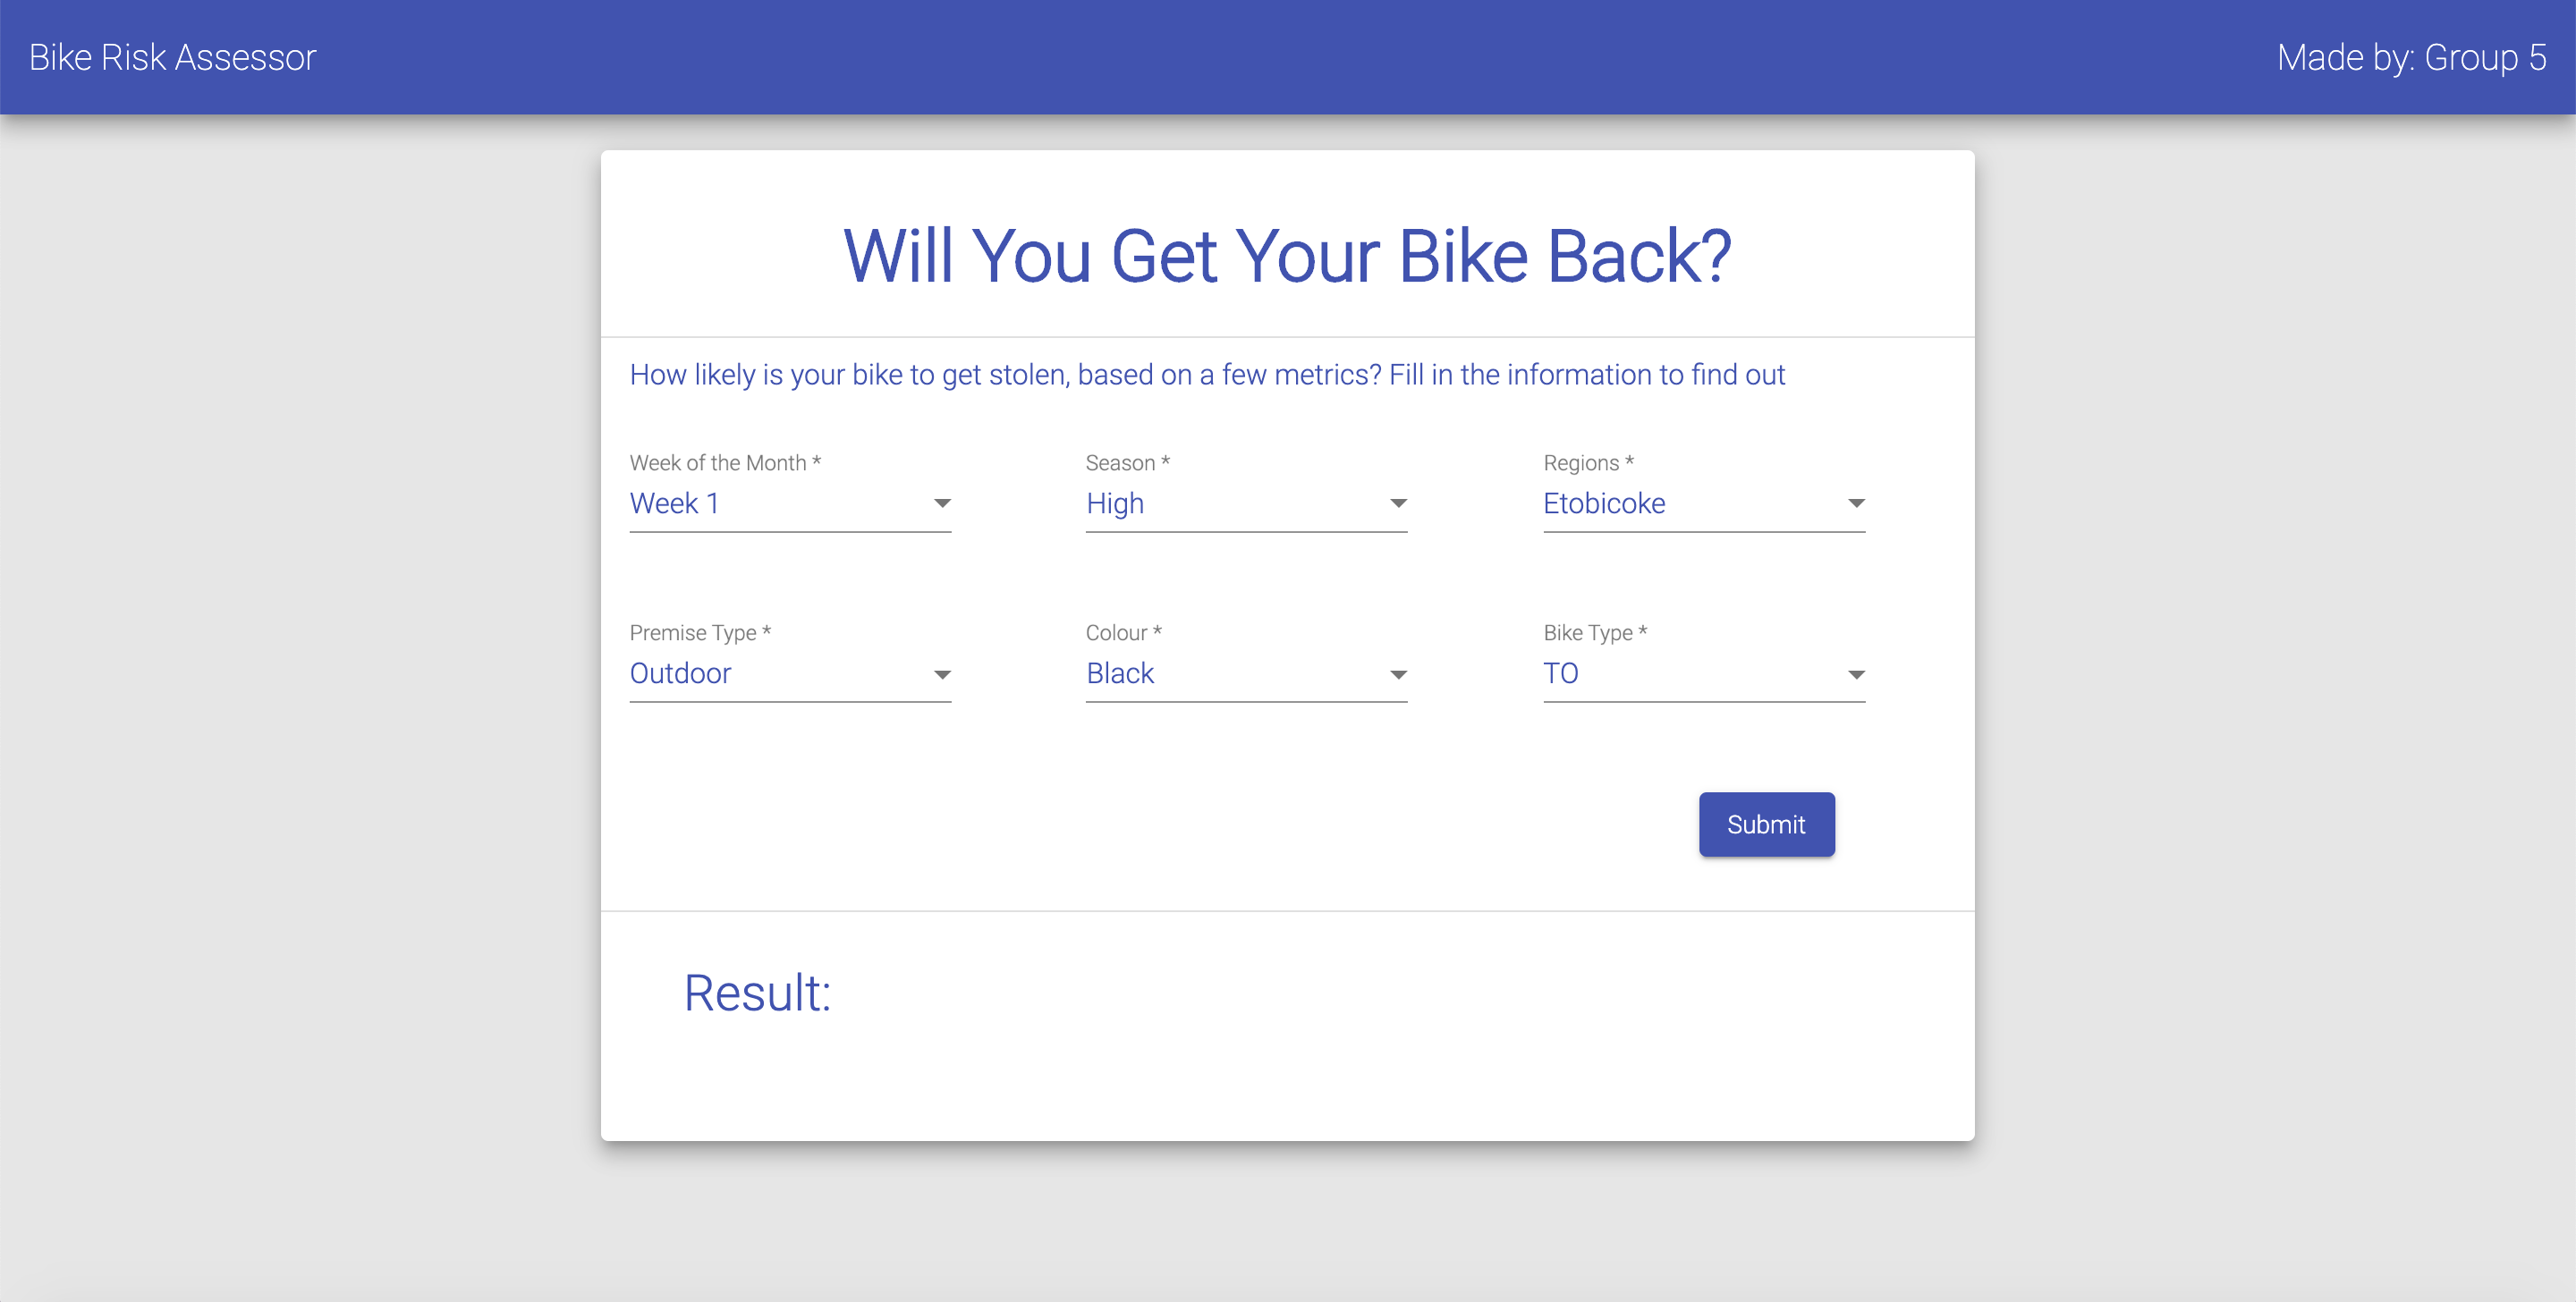 Bike Risk Assessor
Made by: Group 5
Will You Get Your Bike Back?
How likely is your bike to get stolen, based on a few metrics? Fill in the information to find out
Week of the Month *
Season *
Regions *
Week 1
High
Etobicoke
Premise Type *
Colour *
Bike Type *
Outdoor
Black
TO
Submit
Result: